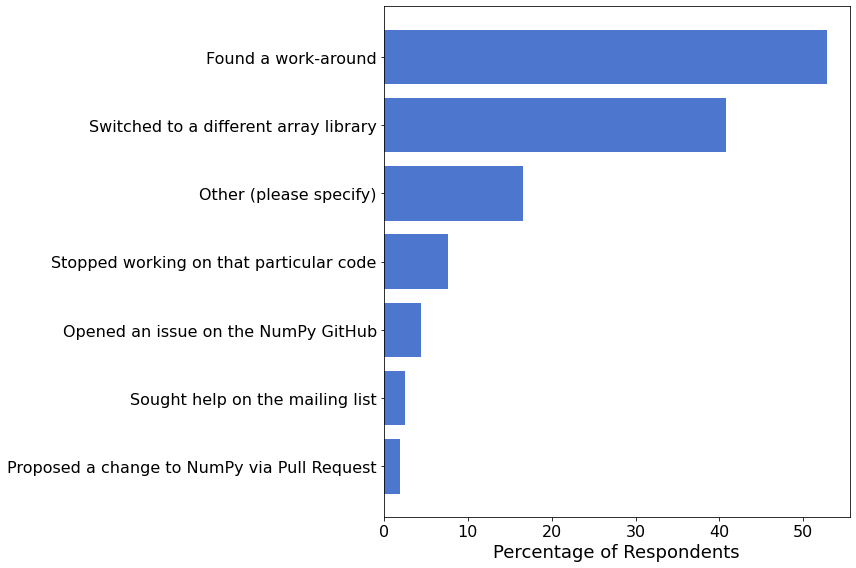 Found a work-around
Switched to a different array library
Other (please specify)
Stopped working on that particular code
Opened an issue on the NumPy GitHub
Sought help on the mailing list
Proposed a change to NumPy via Pull Request
0 10 20 30 40 50
Percentage of Respondents